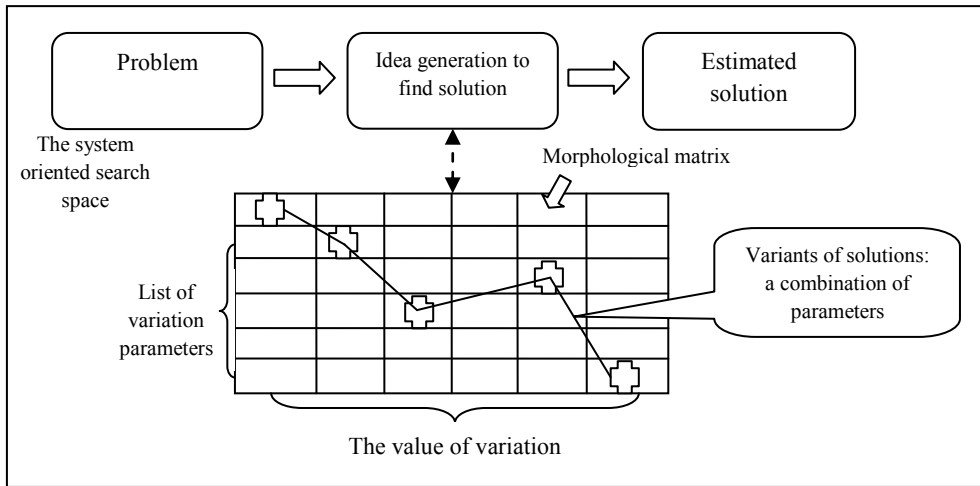 Problem
Idea generation to
find solution
Estimated
solution
The system
oriented search
space
Morphological matrix
List of
variation
parameters
Variants of solutions:
a combination of
parameters
The value of variation